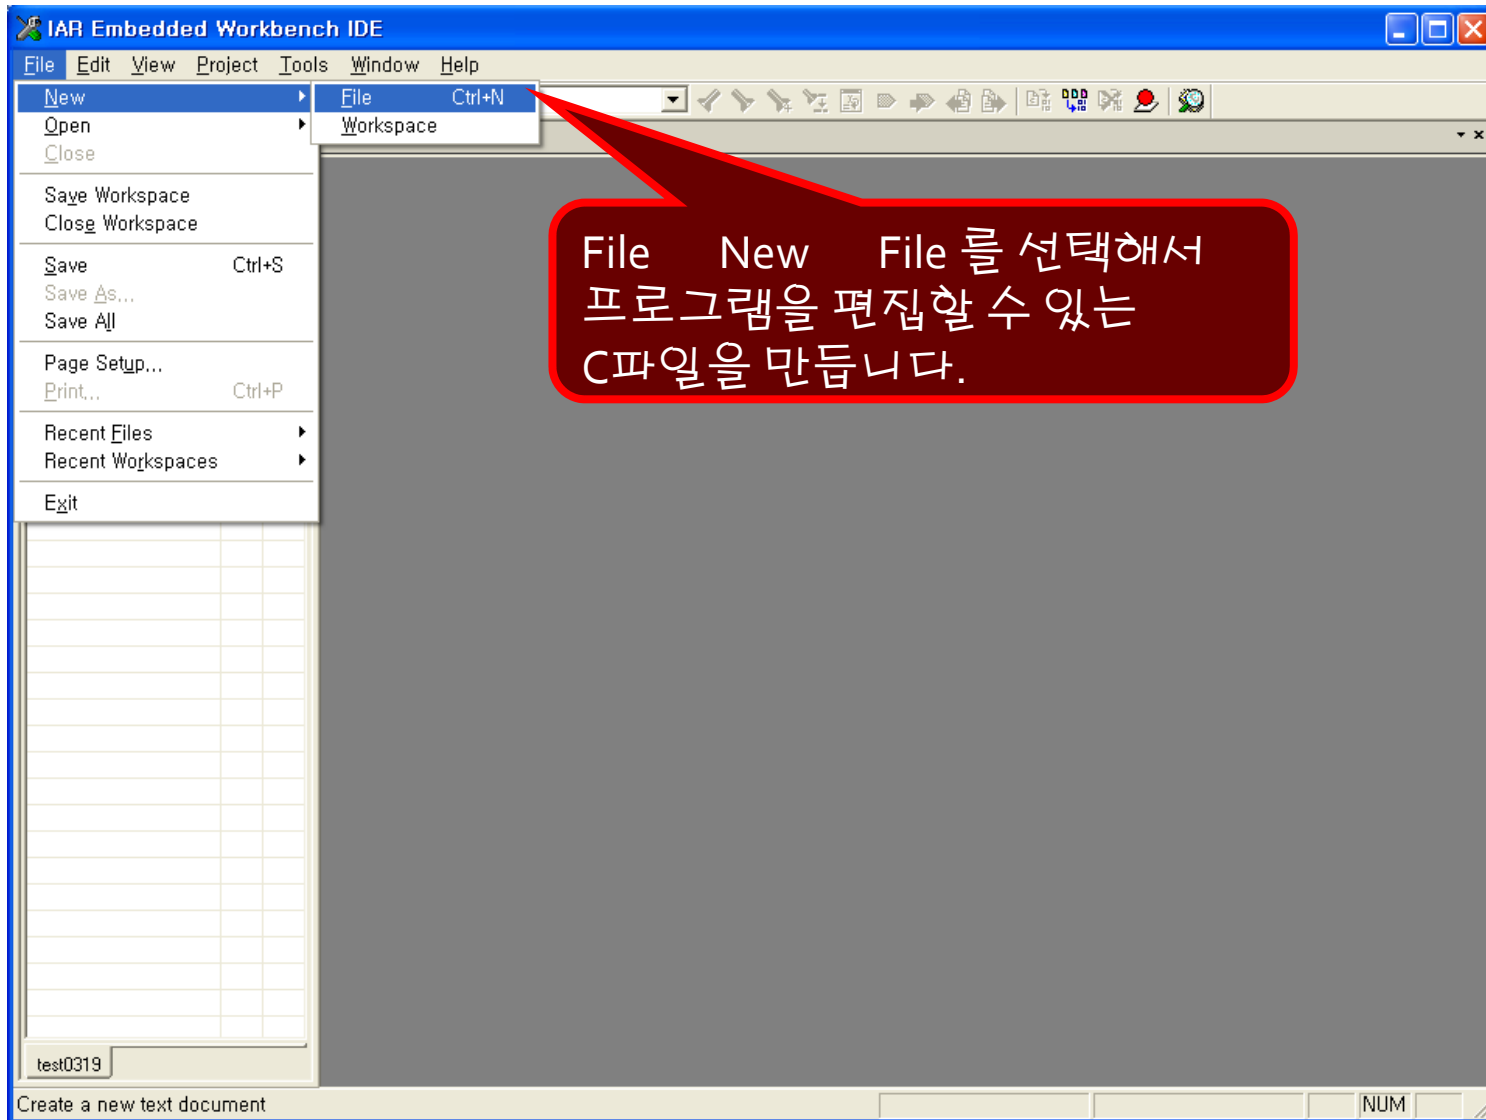 IAR Embedded Workbench IDE
File Edit View Project Tools Window Help
New
File Ctrl+N
Open
Workspace
Close
Save Workspace
Close Workspace
Save Ctrl+S
Save As...
Save All
Page Setup...
Print... Ctrl+P
Recent Files
Recent Workspaces
Exit
File New File 를 선택해서
프로그램을 편집할 수 있는
C파일을 만듭니다.
test0319
Create a new text document
NUM